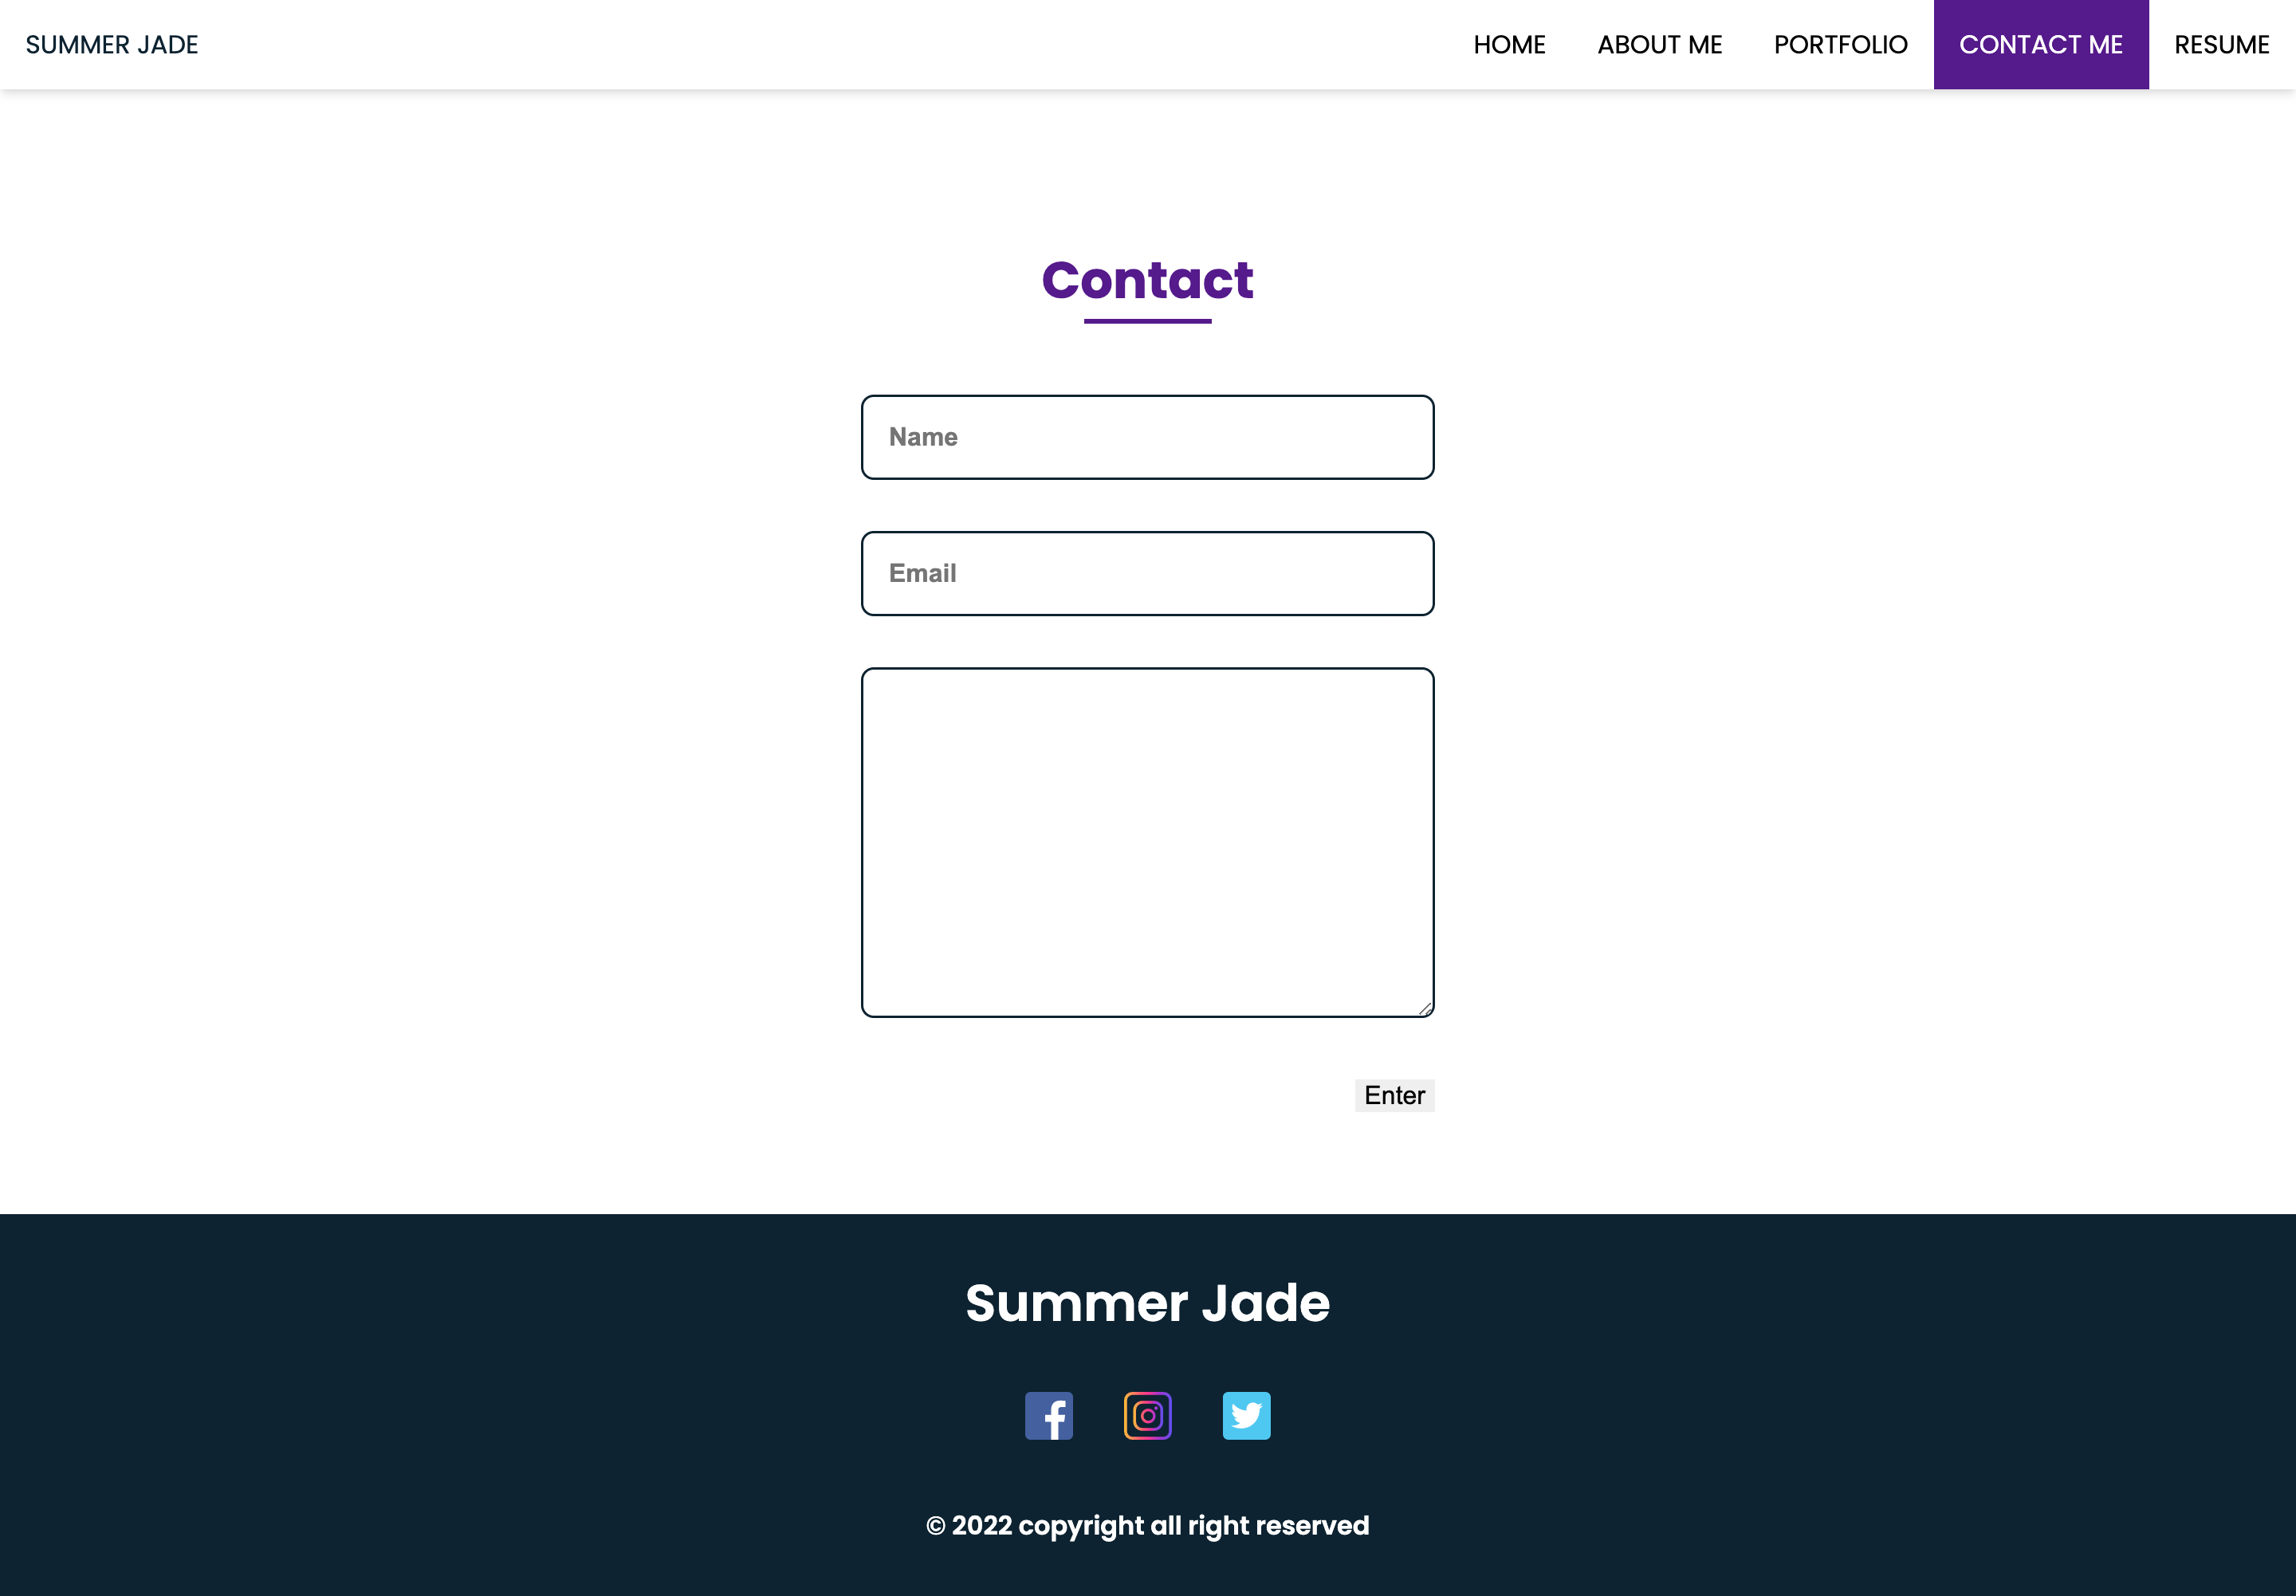 SUMMER JADE
HOME ABOUT ME PORTFOLIO CONTACT ME RESUME
Contact
Name
Email
Enter
Summer Jade
© 2022 copyright all right reserved